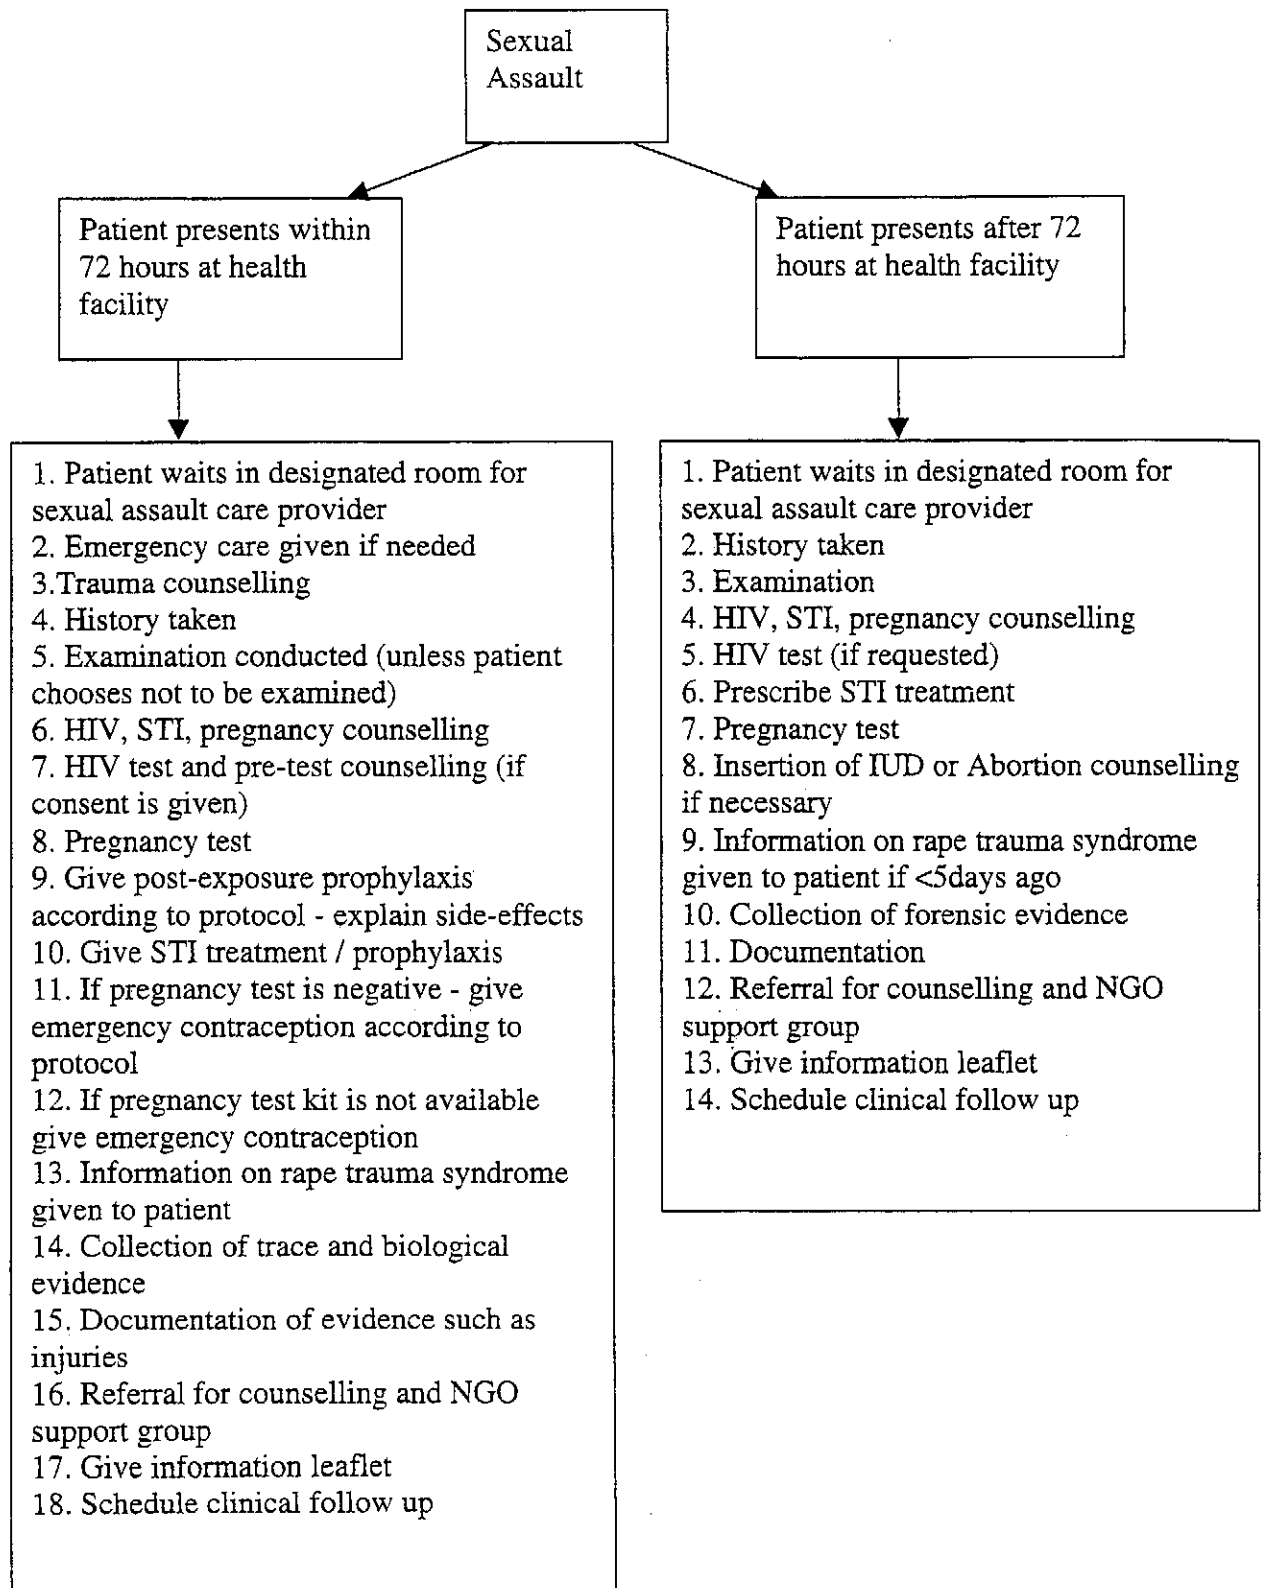 Sexual
Assault
Patient presents within
72 hours at health
facility
Patient presents after 72
hours at health facility
1. Patient waits in designated room for
sexual assault care provider
2. Emergency care given if needed
3.Trauma counselling
4. History taken
5. Examination conducted (unless patient
chooses not to be examined)
6. HIV, STI, pregnancy counselling
7. HIV test and pre-test counselling (if
consent is given)
8. Pregnancy test
9. Give post-exposure prophylaxis
according to protocol - explain side-effects
10. Give STI treatment / prophylaxis
11. If pregnancy test is negative - give
emergency contraception according to
protocol
12. If pregnancy test kit is not available
give emergency contraception
13. Information on rape trauma syndrome
given to patient
14. Collection of trace and biological
evidence
15. Documentation of evidence such as
injuries
16. Referral for counselling and NGO
support group
17. Give information leaflet
18. Schedule clinical follow up
1. Patient waits in designated room for
sexual assault care provider
2. History taken
3. Examination
4. HIV, STI, pregnancy counselling
5. HIV test (if requested)
6. Prescribe STI treatment
7. Pregnancy test
8. Insertion of IUD or Abortion counselling
if necessary
9. Information on rape trauma syndrome
given to patient if <5days ago
10. Collection of forensic evidence
11. Documentation
12. Referral for counselling and NGO
support group
13. Give information leaflet
14. Schedule clinical follow up